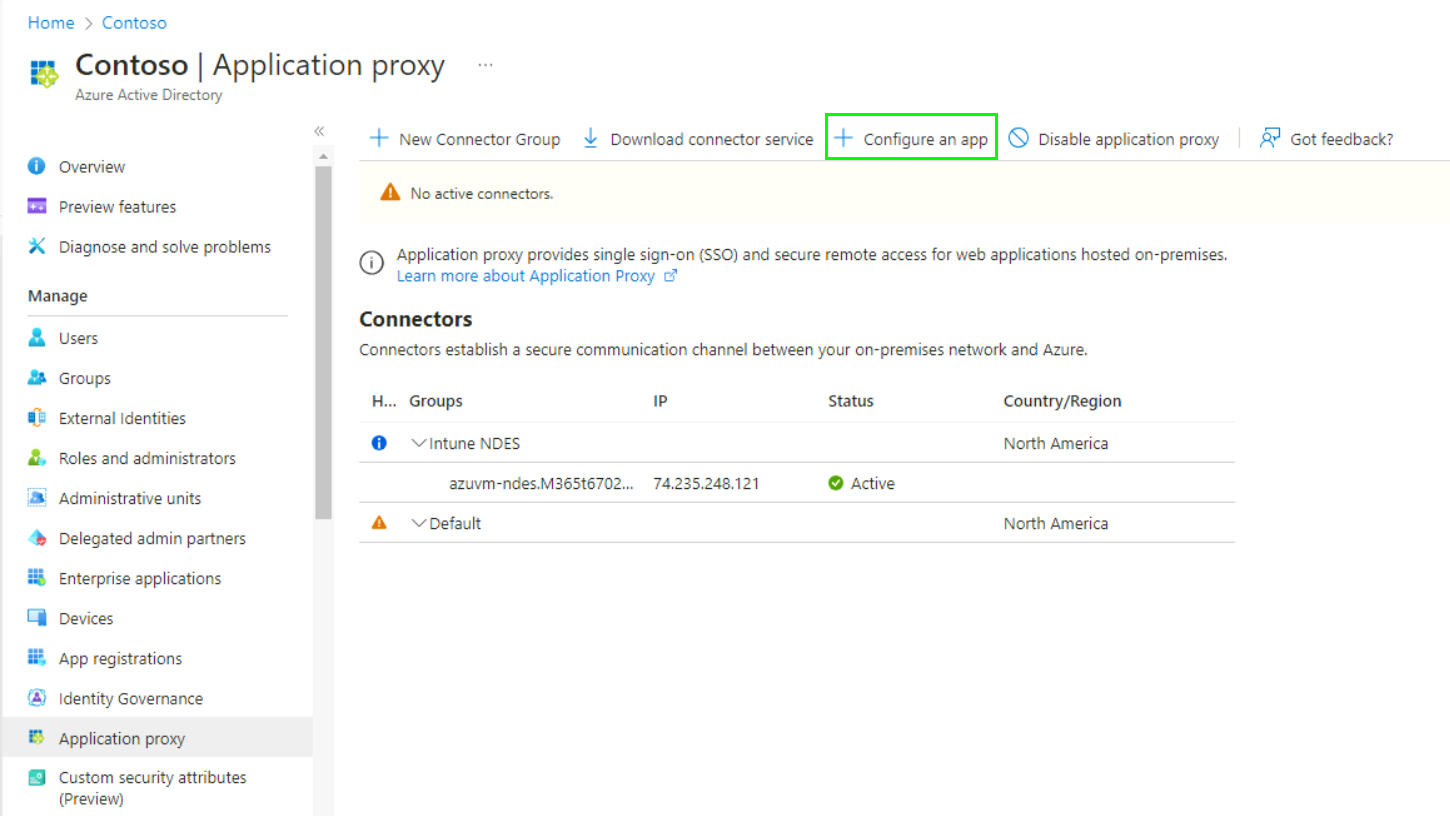 Home > Contoso
Contoso | Application proxy ...
Azure Active Directory
«
Overview
Preview features
Diagnose and solve problems
Manage
Users
Groups
External Identities
Roles and administrators
Administrative units
Delegated admin partners
Enterprise applications
Devices
App registrations
Identity Governance
Application proxy
Custom security attributes
(Preview)
+ New Connector Group Download connector service + Configure an app Disable application proxy | Got feedback?
No active connectors.
Application proxy provides single sign-on (SSO) and secure remote access for web applications hosted on-premises.
Learn more about Application Proxy
Connectors
Connectors establish a secure communication channel between your on-premises network and Azure.
H... Groups IP Status Country/Region
Intune NDES North America
azuvm-ndes.M365t6702... 74.235.248.121 Active
Default North America